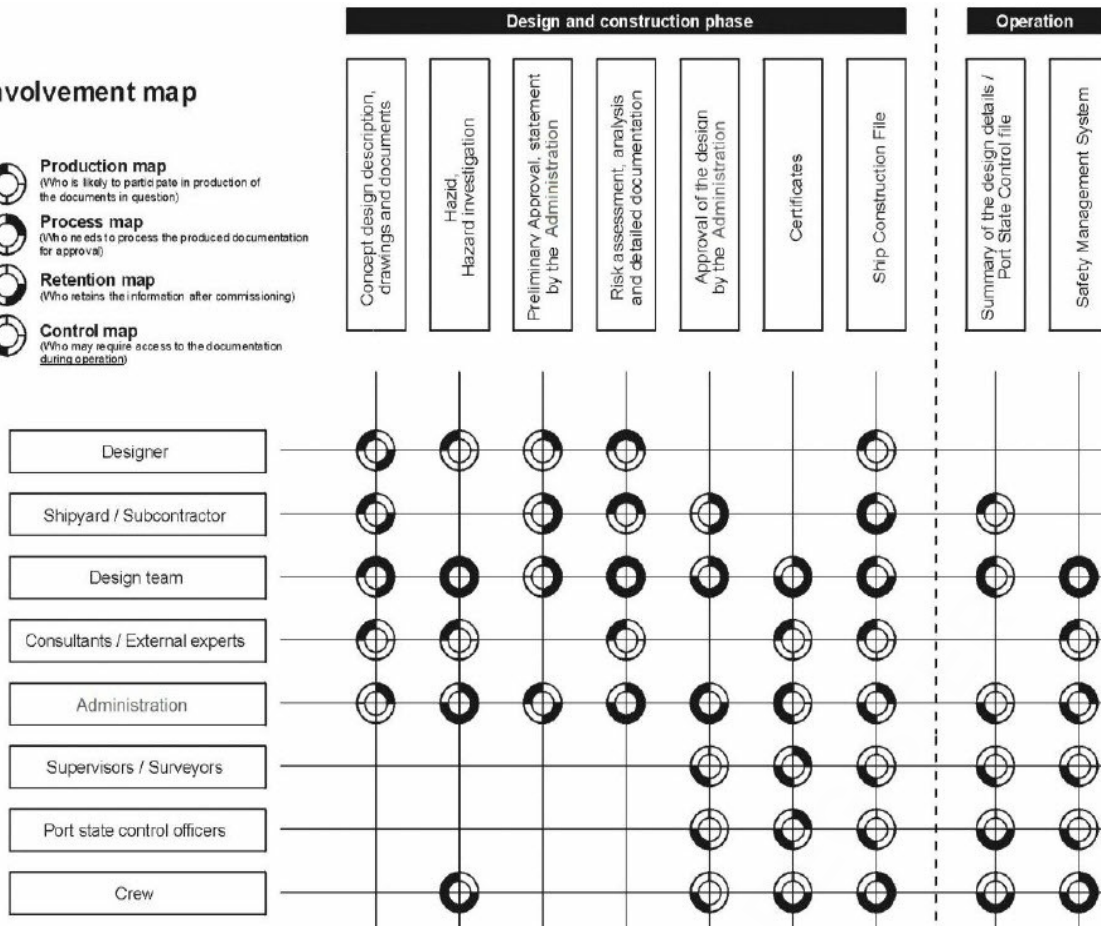 Design and construction phase
Operation
nvolvement map
Production map
(Who is likely to participate in production of
the documents in question)
Process map
(Who needs to process the produced documentation
for approval)
Retention map
(Who retains the information after commissioning)
Control map
(Who may require access to the documentation
during operation)
Concept design description,
drawings and documents
Hazid,
Hazard investigation
Preliminary Approval, statement
by the Administration
Risk assessment, analysis
and detailed documentation
Approval of the design
by the Administration
Certificates
Ship Construction File
Summary of the design details /
Port State Control file
Safety Management System
Designer
Shipyard / Subcontractor
Design team
Consultants / External experts
Administration
Supervisors / Surveyors
Port state control officers
Crew